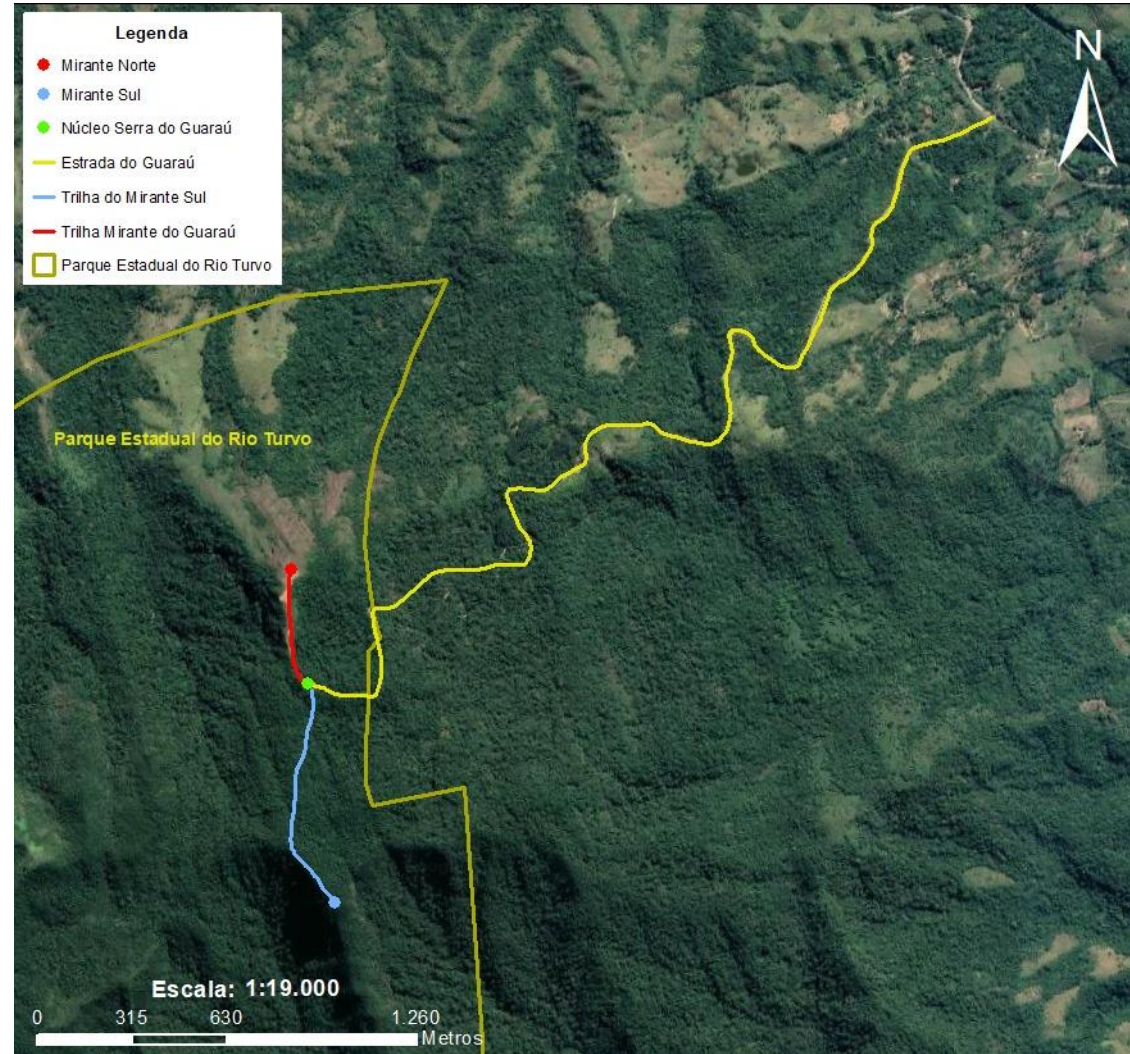 Legenda
Mirante Norte
Mirante Sul
Núcleo Serra do Guaraú
Estrada do Guaraú
Trilha do Mirante Sul
Trilha Mirante do Guaraú
Parque Estadual do Rio Turvo
N
Parque Estadual do Rio Turvo
Escala: 1:19.000
0 315 630 1.260
Metros